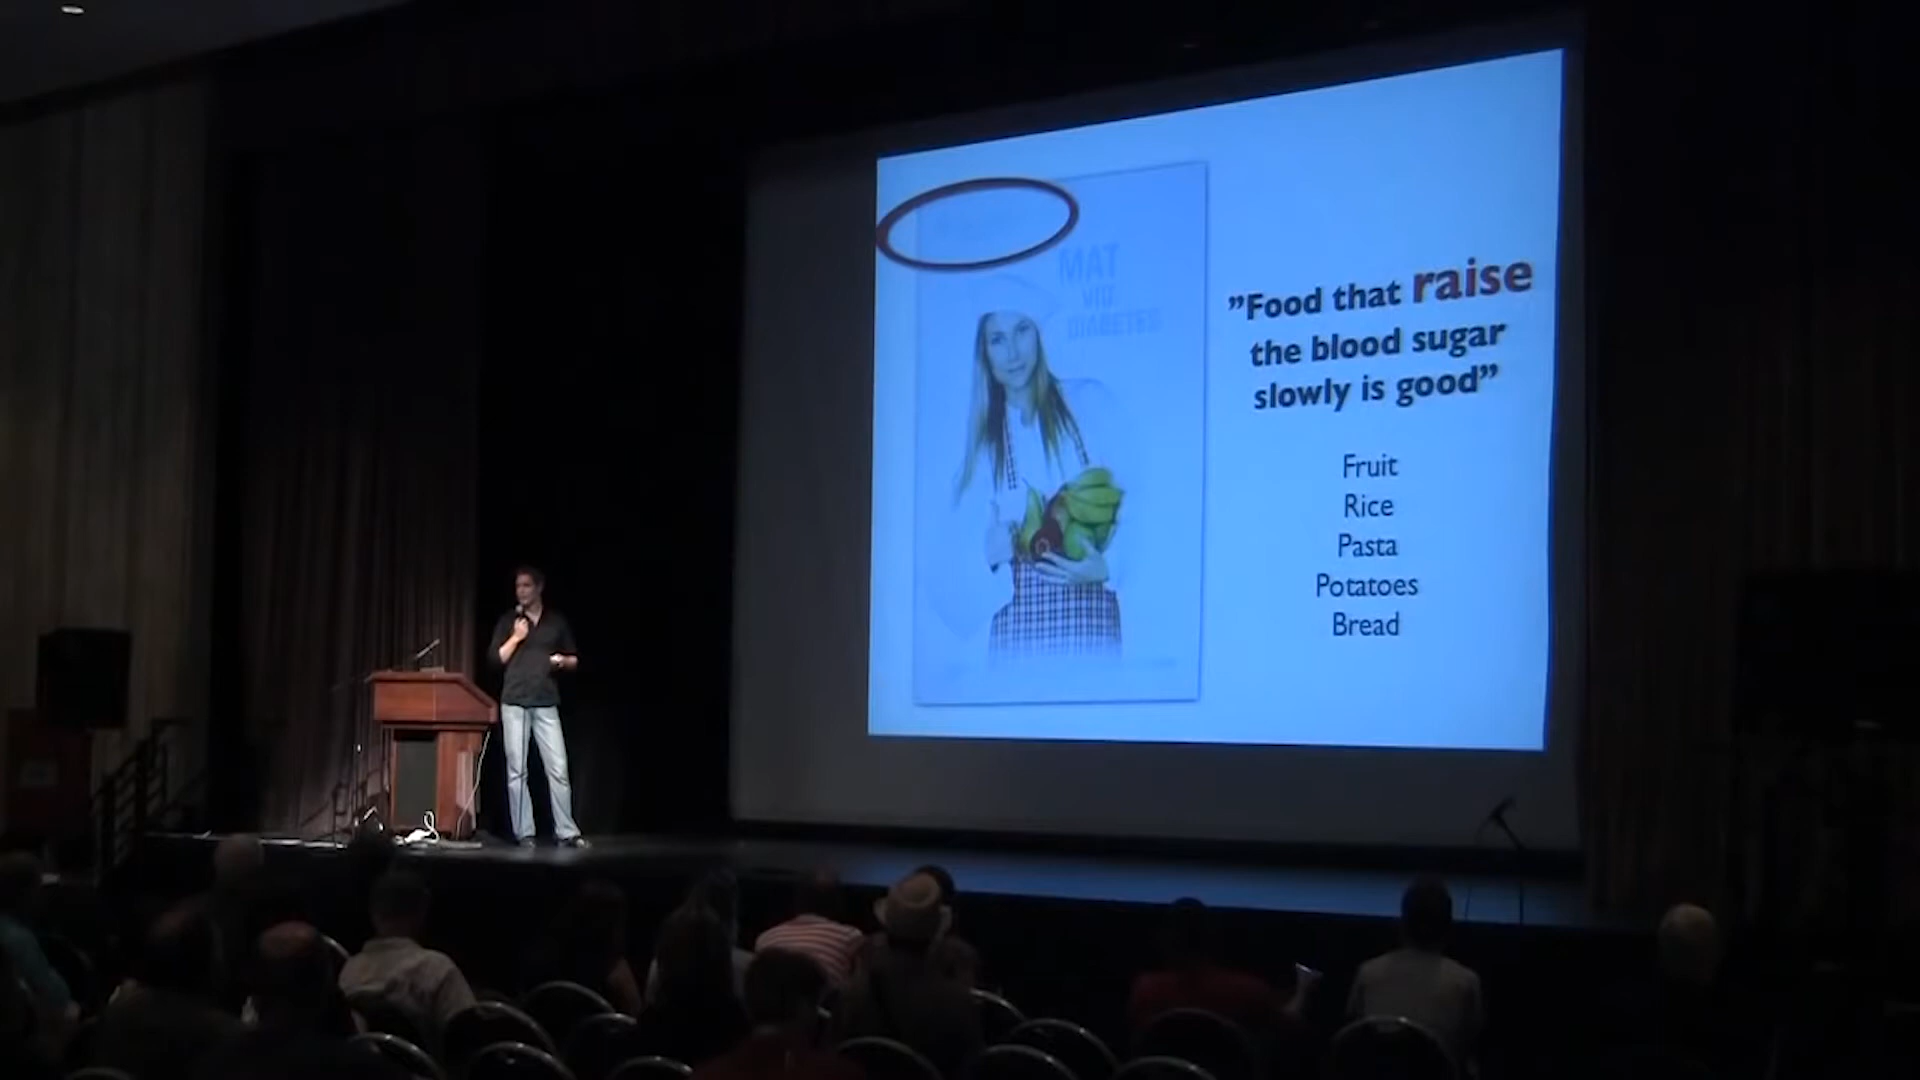 MAT
VID
DIABETES
”Food that raise
the blood sugar
slowly is good”
Fruit
Rice
Pasta
Potatoes
Bread